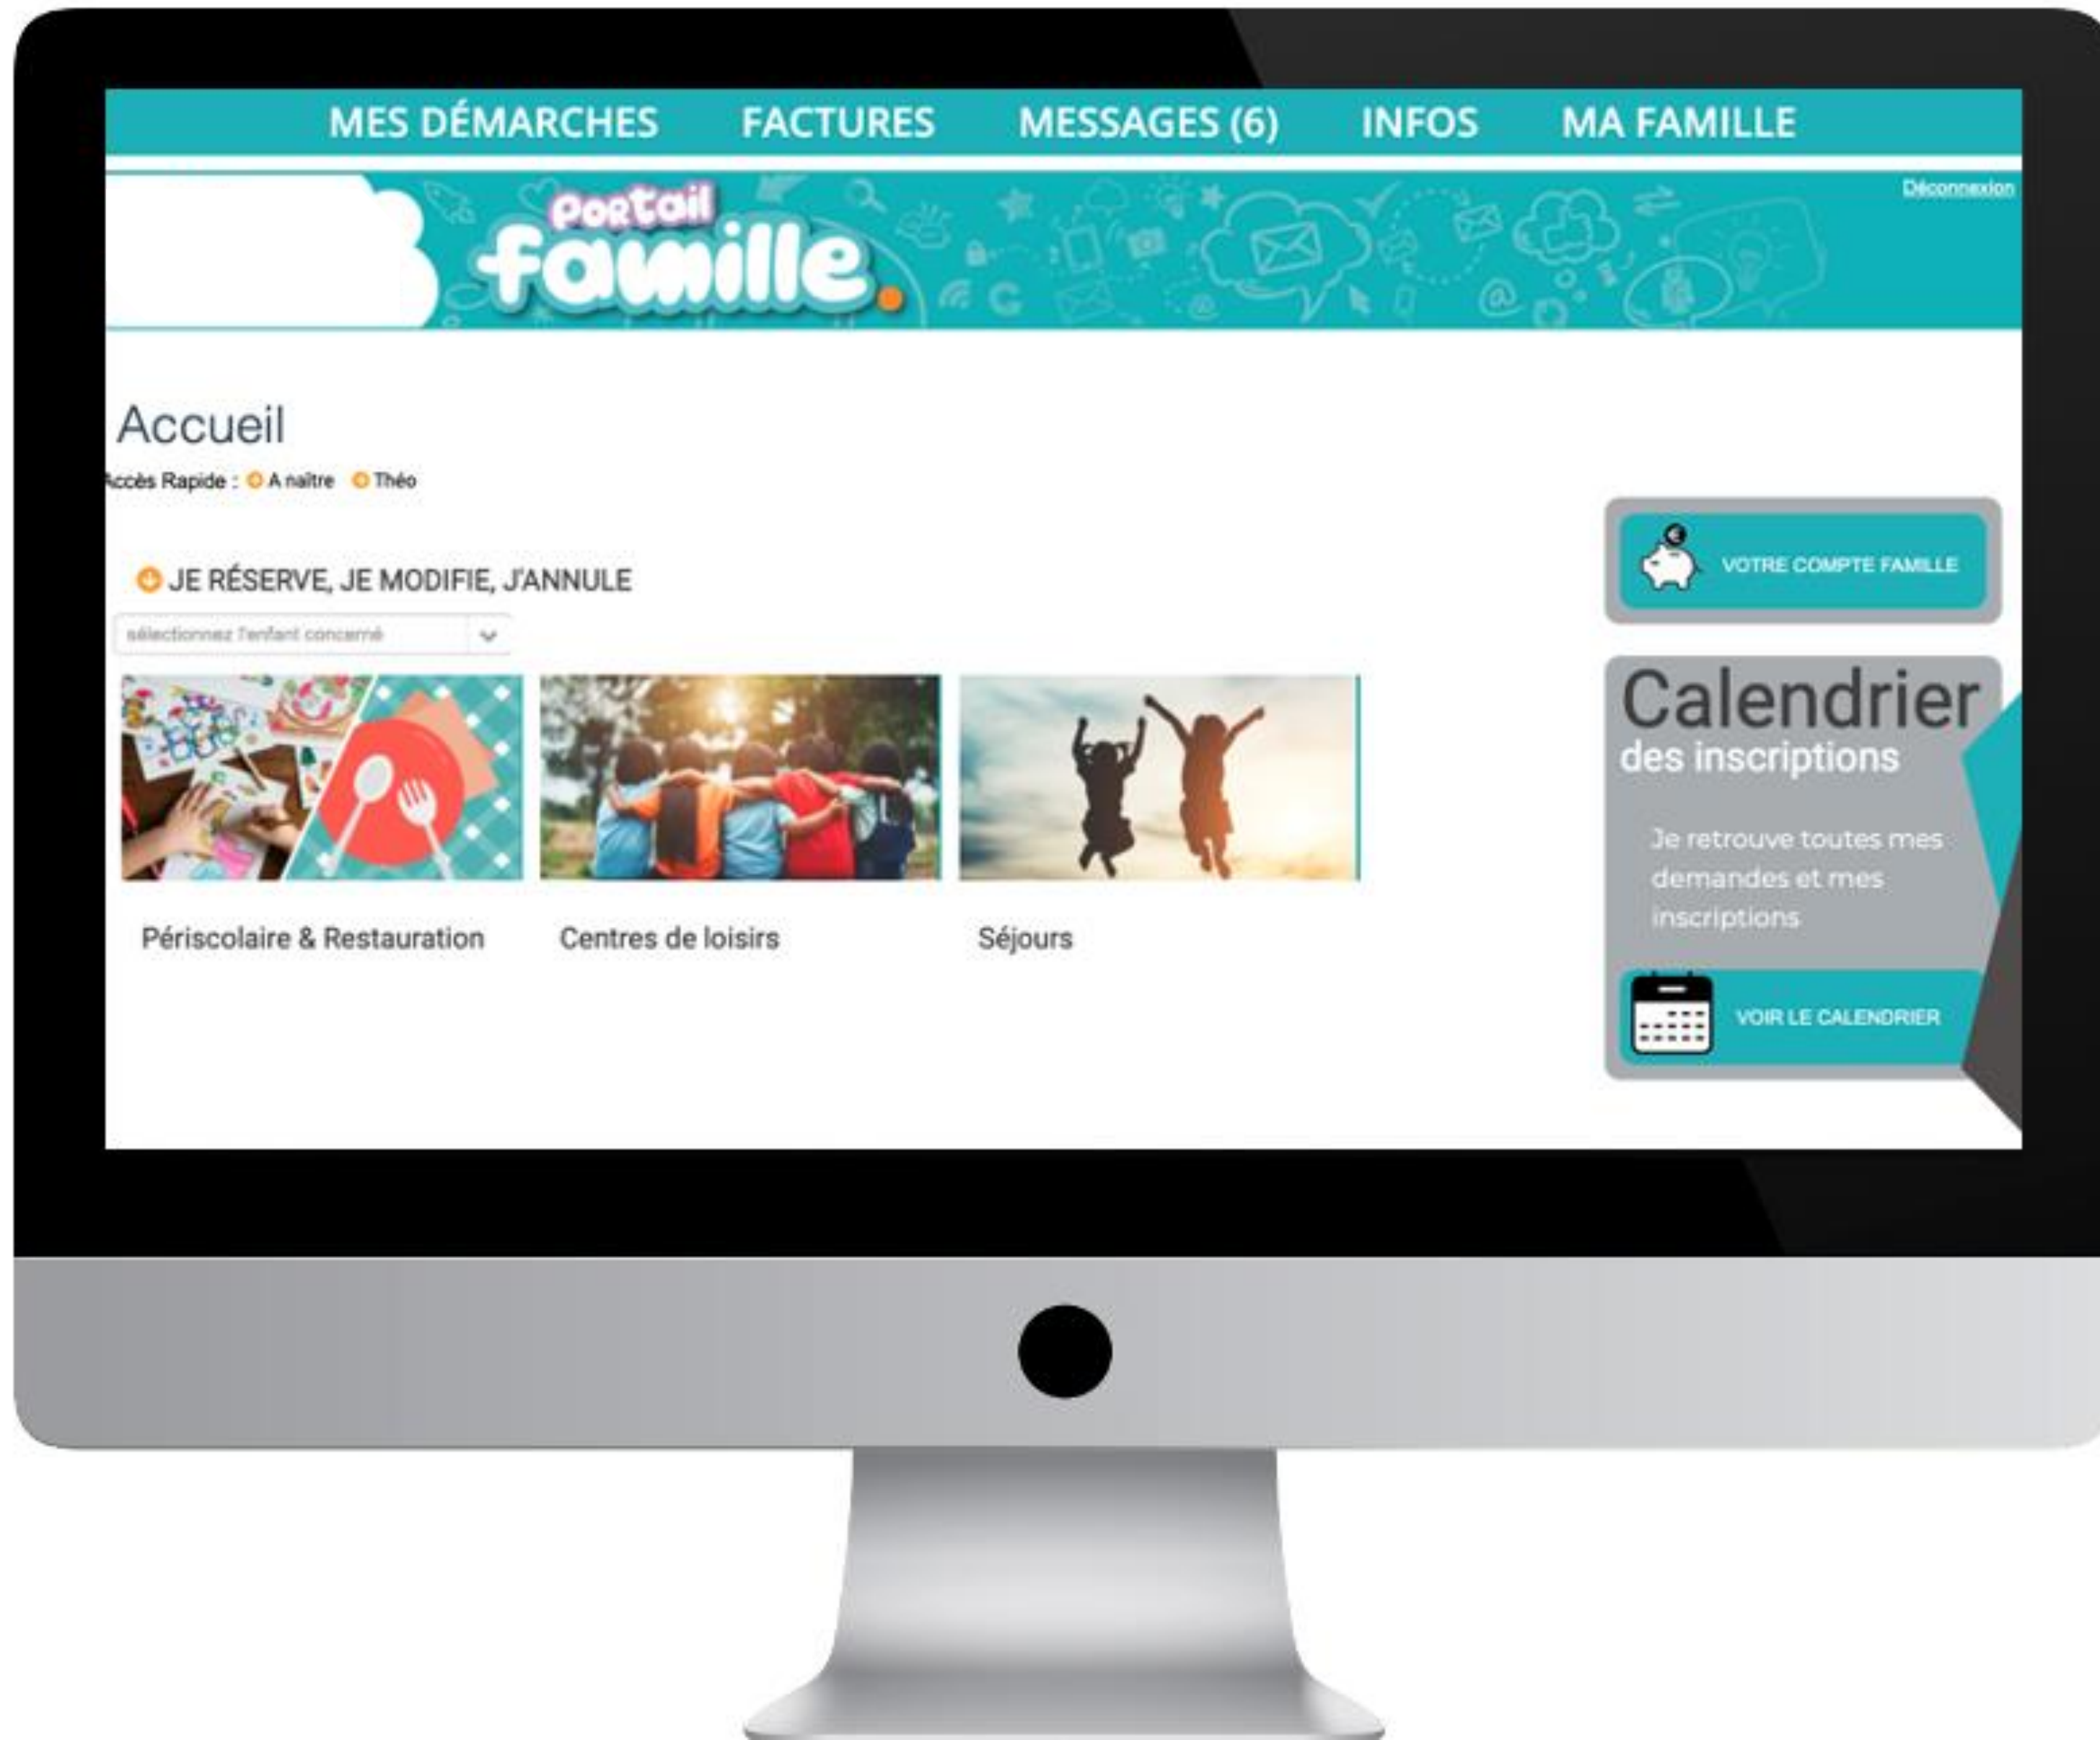 MES DÉMARCHES FACTURES MESSAGES (6) INFOS MA FAMILLE
Déconnexion
Portail
famille.
Accueil
Accès Rapide : A naître Théo
JE RÉSERVE, JE MODIFIE, J'ANNULE
sélectionnez l'enfant concerné
Périscolaire & Restauration
Centres de loisirs
Séjours
VOTRE COMPTE FAMILLE
Calendrier
des inscriptions
Je retrouve toutes mes
demandes et mes
inscriptions
VOIR LE CALENDRIER